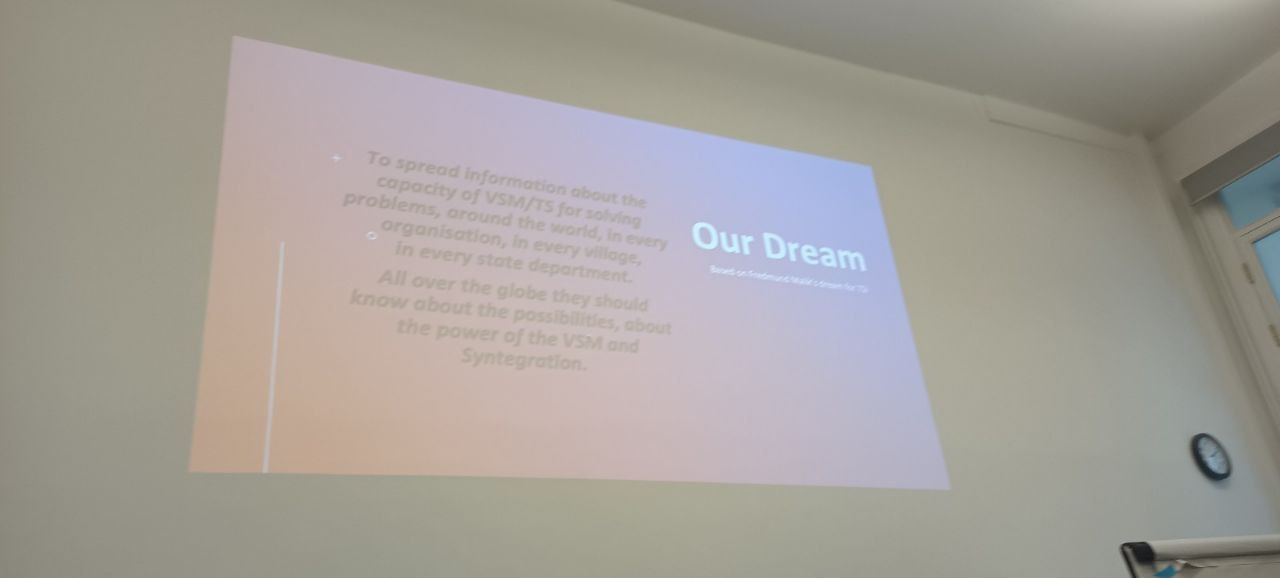 To spread information about the
capacity of VSM/TS for solving
problems, around the world, in every
organisation, in every village,
in every state department.
All over the globe they should
know about the possibilities, about
the power of the VSM and
Syntegration.
Our Dream
Based on Fredmund Malik's dream for